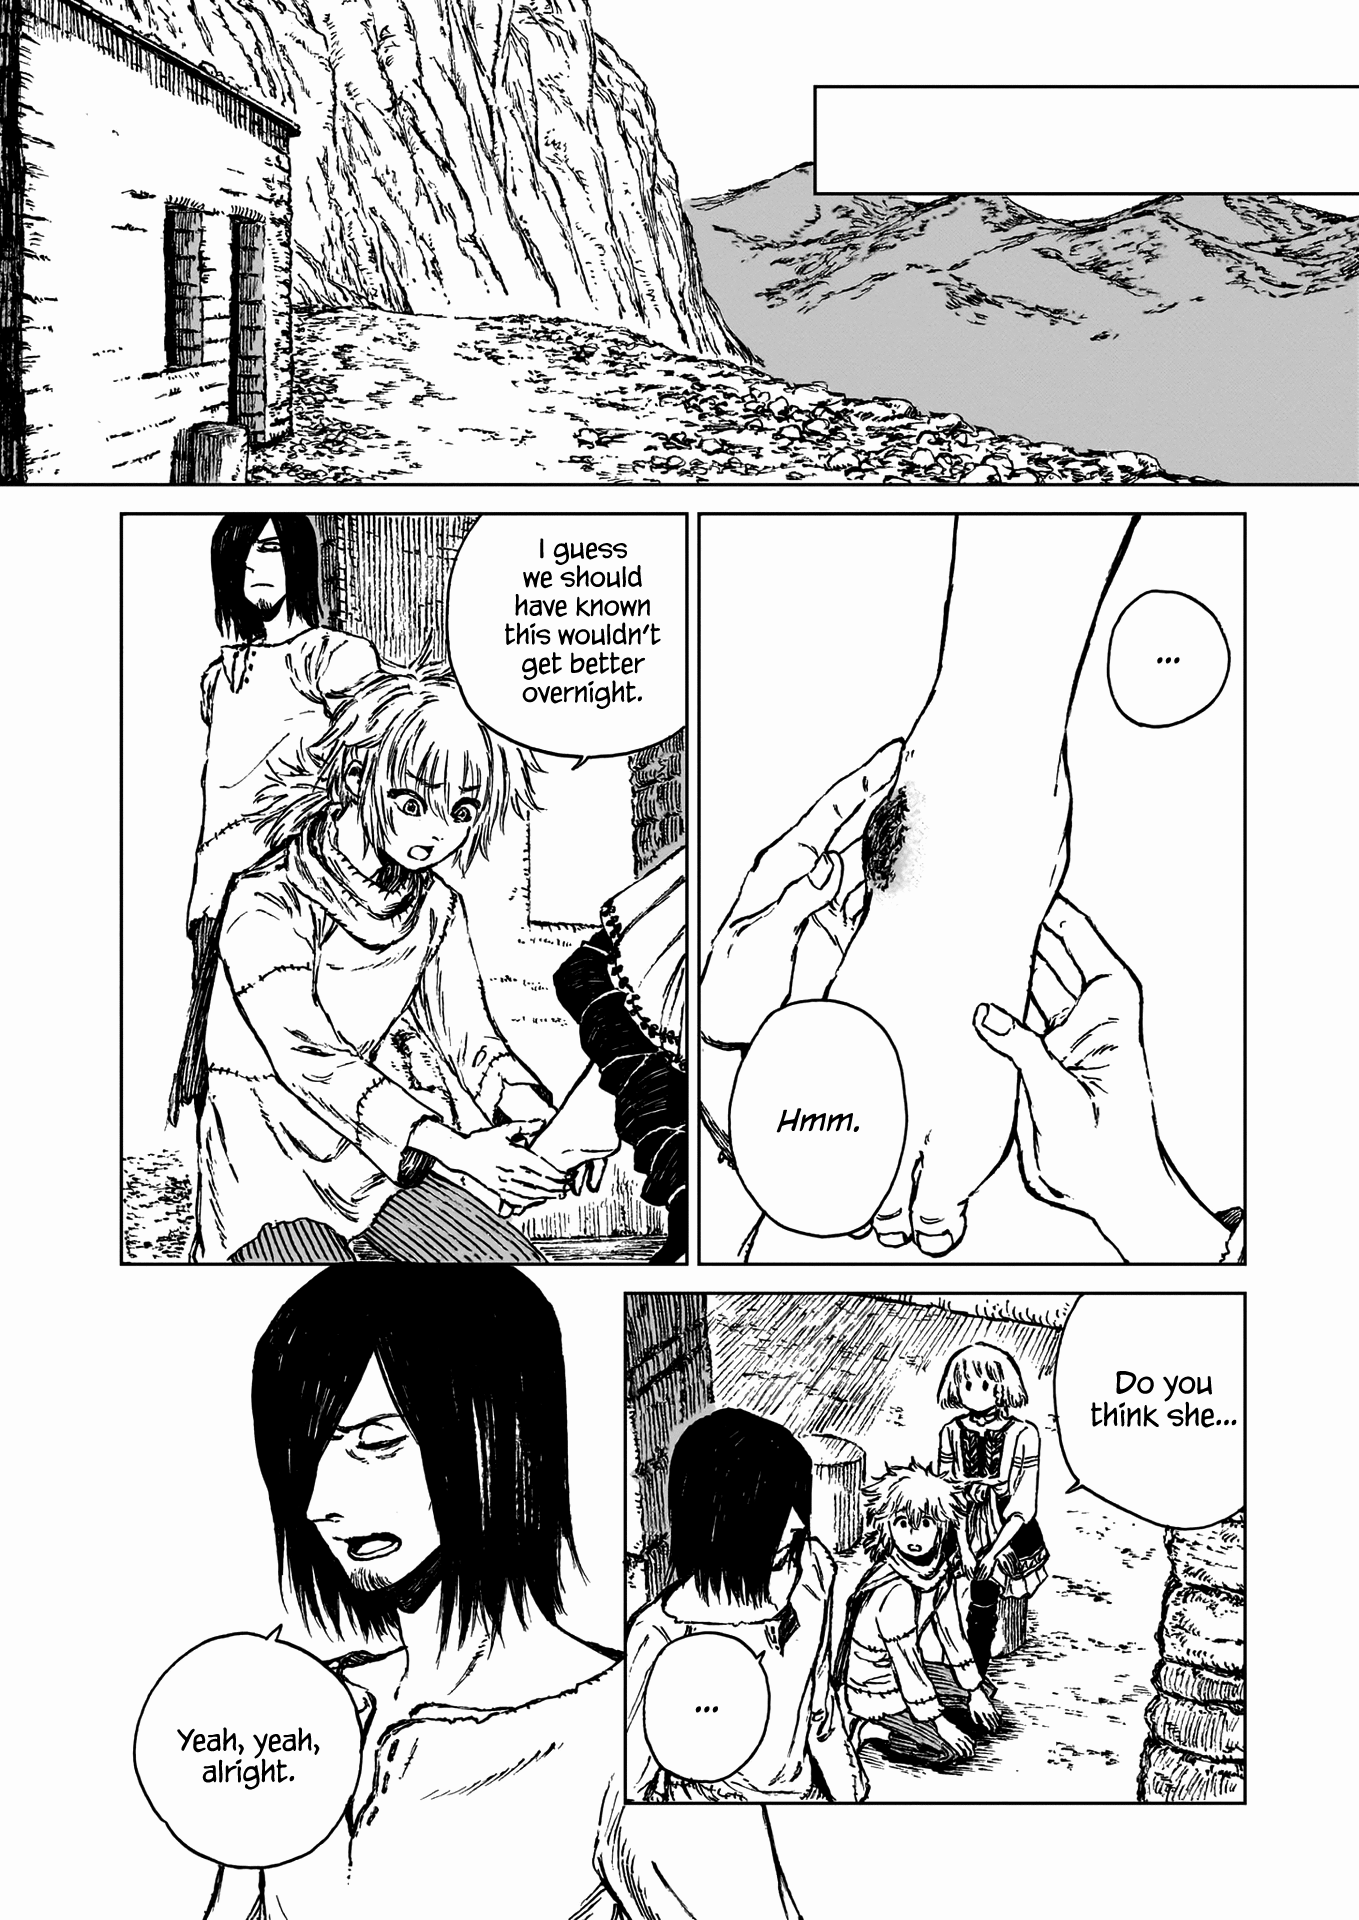 ...
Hmm.
I guess
we should
have known
this wouldn't
get better
overnight.
Do you
think she...
...
Yeah, yeah,
alright.